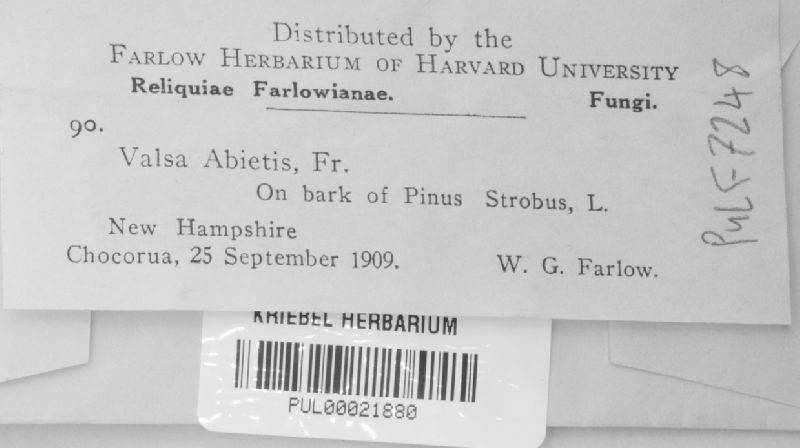 Distributed by the
FARLOW HERBARIUM OF HARVARD UNIVERSITY
Reliquiae Farlowianae. Fungi.
90.
Valsa Abietis, Fr.
On bark of Pinus Strobus, L.
New Hampshire
Chocorua, 25 September 1909. W. G. Farlow.
PUL F 7248
KRIEBEL HERBARIUM
PUL00021880